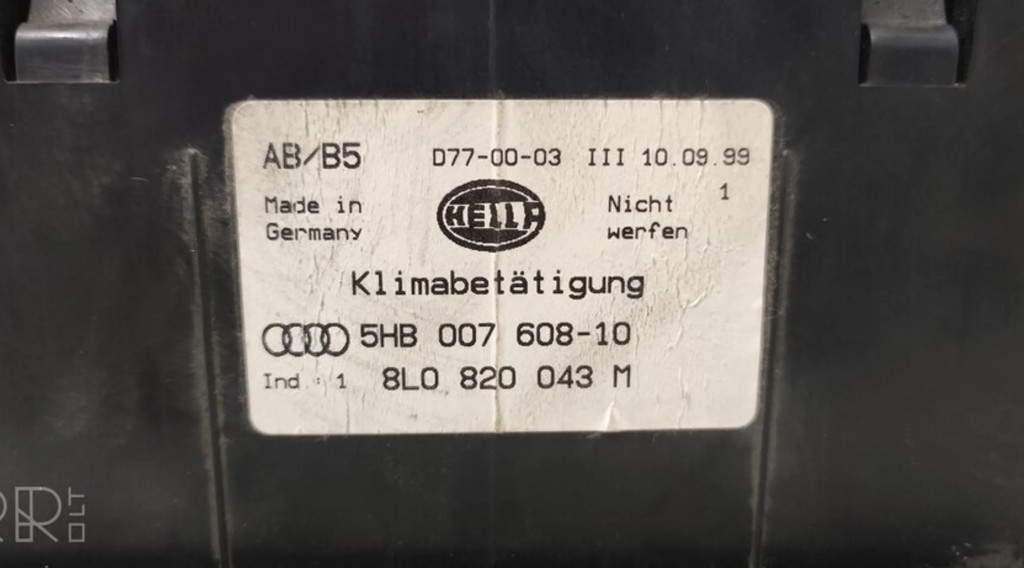 AB/B5 D77-00-03 III 10.09.99
1
Made in Germany
HELLA
Nicht werfen
Klimabetätigung
5HB 007 608-10
Ind.: 1 8L0 820 043 M